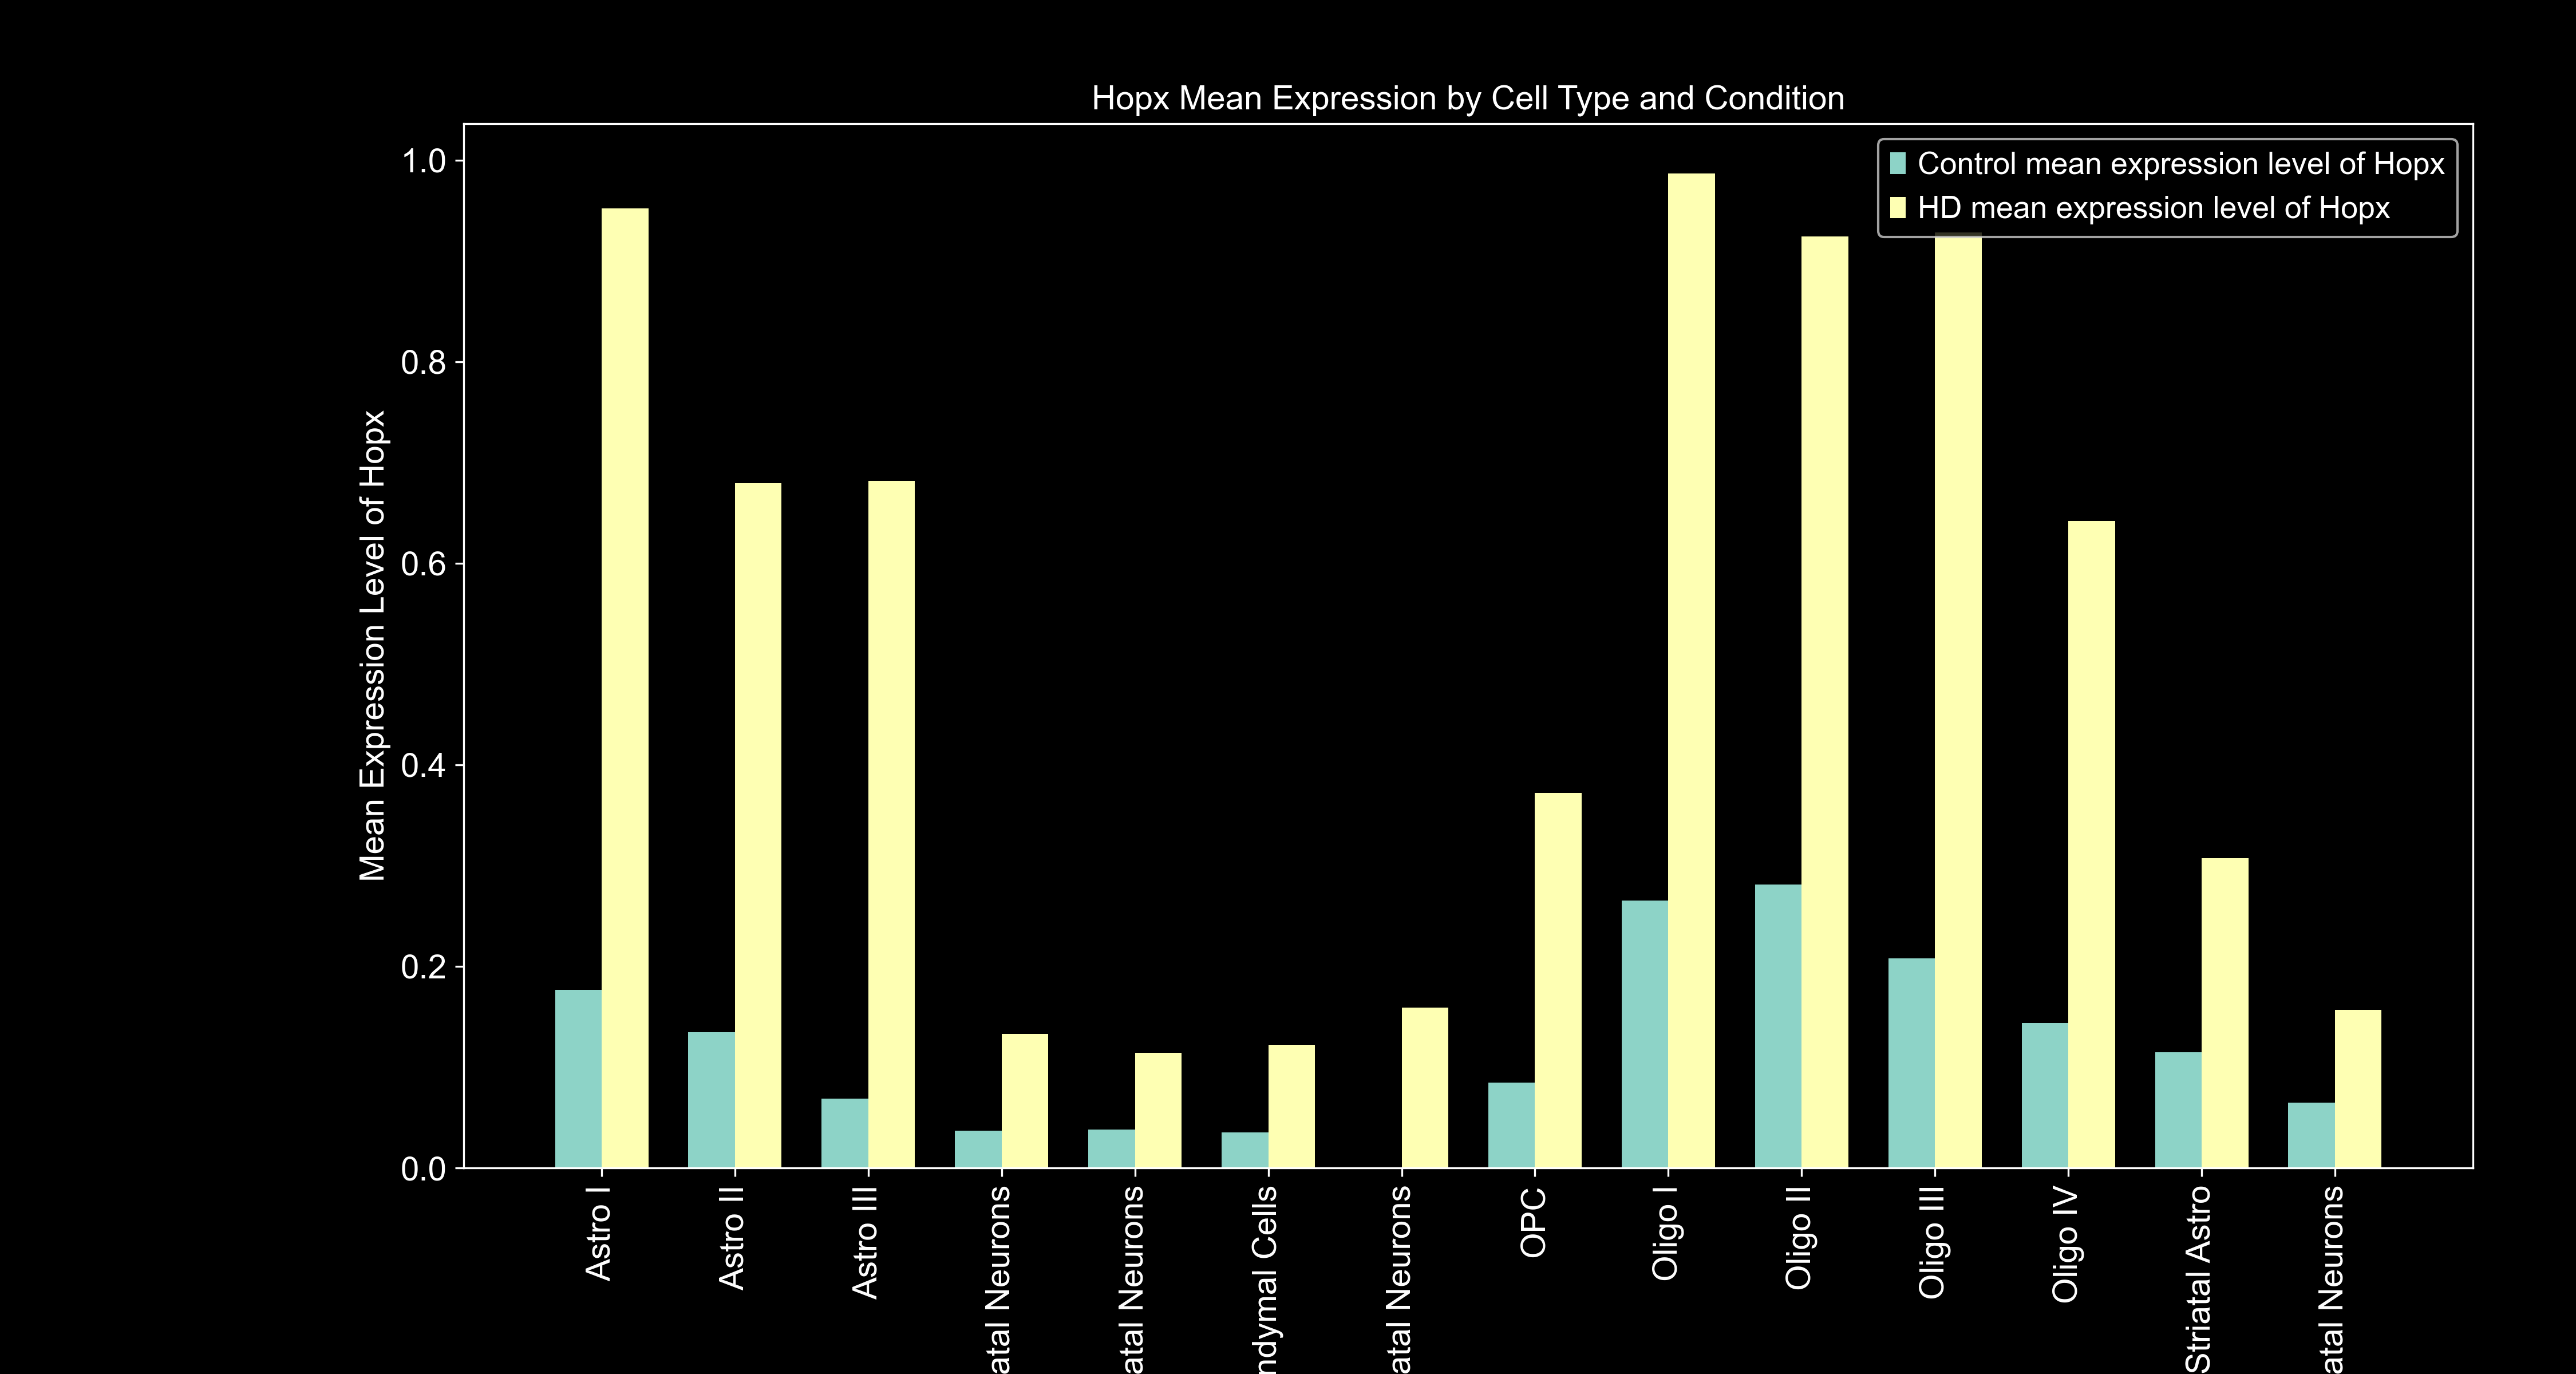 Hopx Mean Expression by Cell Type and Condition
Control mean expression level of Hopx
HD mean expression level of Hopx
Mean Expression Level of Hopx
1.0
0.8
0.6
0.4
0.2
0.0
Astro I
Astro II
Astro III
atal Neurons
atal Neurons
ndymal Cells
atal Neurons
OPC
Oligo I
Oligo II
Oligo III
Oligo IV
Striatal Astro
atal Neurons